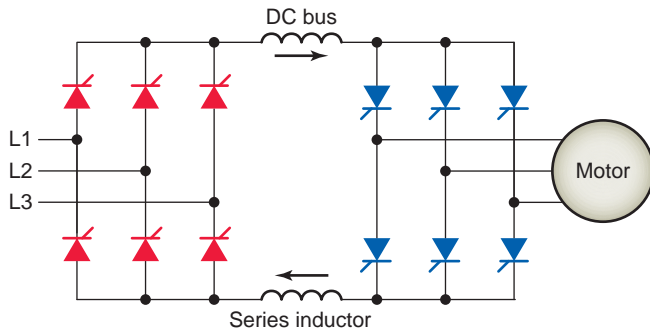 DC bus
L1
L2
L3
Motor
Series inductor